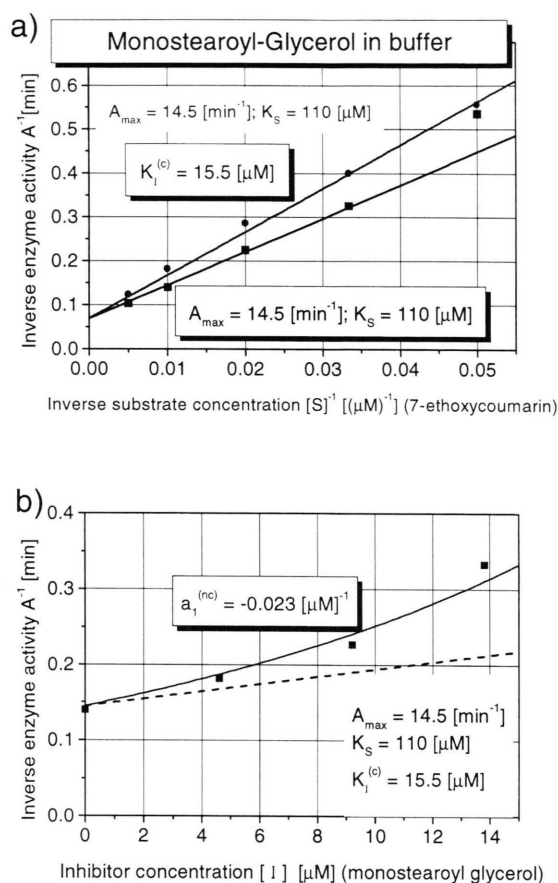 a)
Monostearoyl-Glycerol in buffer
Inverse enzyme activity A⁻¹[min]
0.6
0.5
0.4
0.3
0.2
0.1
0.0
A_max = 14.5 [min⁻¹]; K_S = 110 [µM]
K_I^(c) = 15.5 [µM]
A_max = 14.5 [min⁻¹]; K_S = 110 [µM]
0.00 0.01 0.02 0.03 0.04 0.05
Inverse substrate concentration [S]⁻¹ [(µM)⁻¹] (7-ethoxycoumarin)
b)
Inverse enzyme activity A⁻¹ [min]
0.4
0.3
0.2
0.1
0.0
a_1^(nc) = -0.023 [µM]⁻¹
A_max = 14.5 [min⁻¹]
K_S = 110 [µM]
K_I^(c) = 15.5 [µM]
0 2 4 6 8 10 12 14
Inhibitor concentration [ I ] [µM] (monostearoyl glycerol)